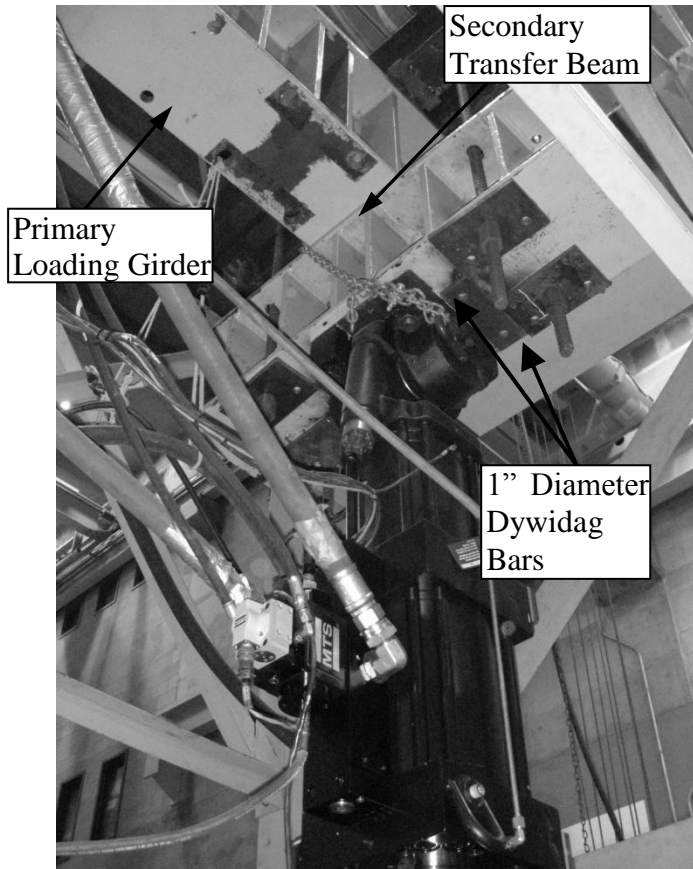 Secondary
Transfer Beam
Primary
Loading Girder
1” Diameter
Dywidag
Bars
MTS